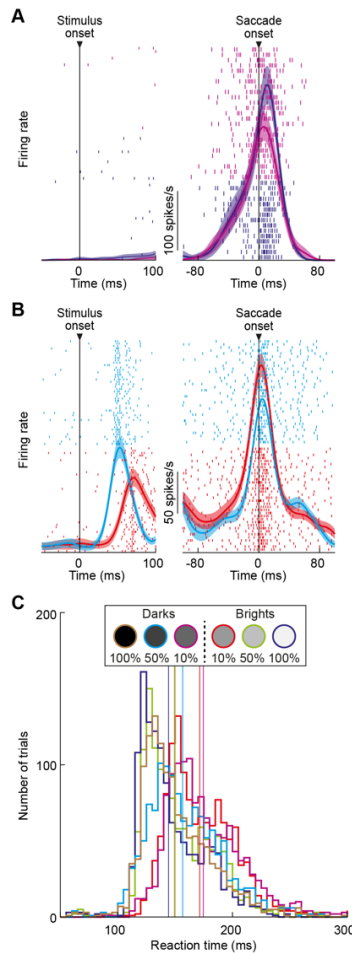 A
Stimulus onset
Saccade onset
Firing rate
100 spikes/s
0 100
-80 0 80
Time (ms)
Time (ms)
B
Stimulus onset
Saccade onset
Firing rate
50 spikes/s
0 100
-80 0 80
Time (ms)
Time (ms)
C
200
Darks
Brights
100% 50% 10% 10% 50% 100%
Number of trials
100
0
100 200 300
Reaction time (ms)